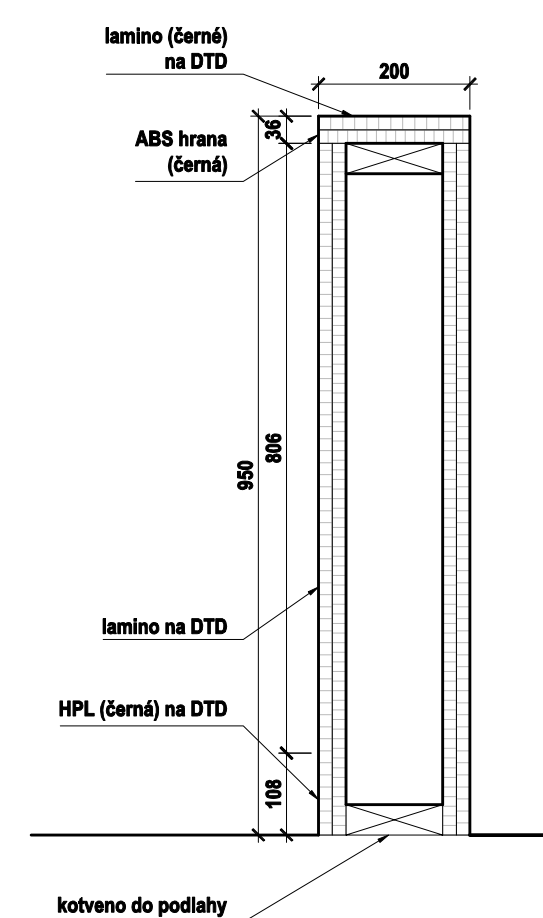 lamino (černé)
na DTD
200
36
ABS hrana
(černá)
806
950
lamino na DTD
HPL (černá) na DTD
108
kotveno do podlahy